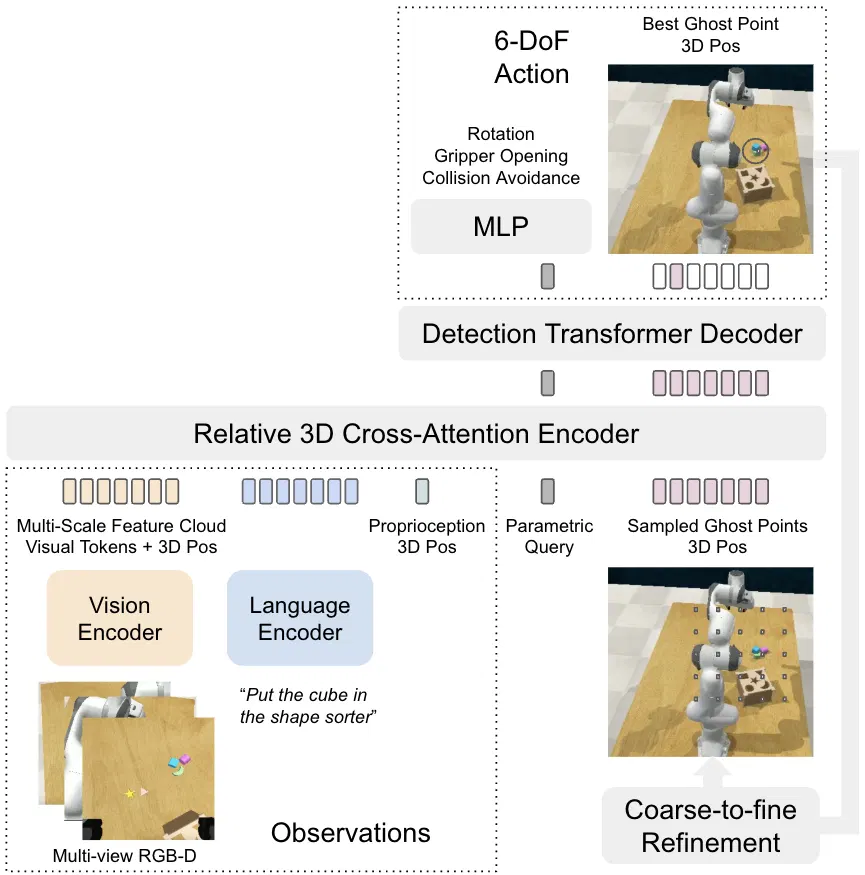 6-DoF
Action
Best Ghost Point
3D Pos
Rotation
Gripper Opening
Collision Avoidance
MLP
Detection Transformer Decoder
Relative 3D Cross-Attention Encoder
Multi-Scale Feature Cloud
Visual Tokens + 3D Pos
Proprioception
3D Pos
Parametric
Query
Sampled Ghost Points
3D Pos
Vision
Encoder
Language
Encoder
“Put the cube in
the shape sorter”
Multi-view RGB-D
Observations
Coarse-to-fine
Refinement